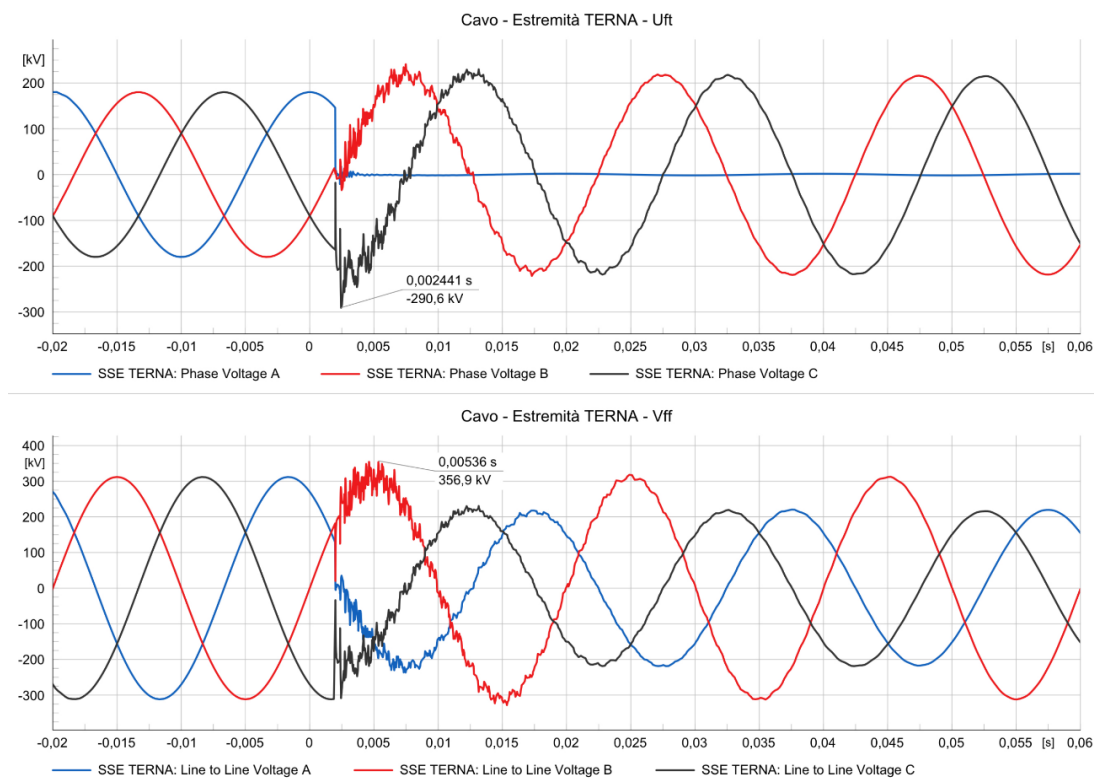 Cavo - Estremità TERNA - Uft
[kV]
200
100
0
-100
-200
-300
0,002441 s
-290,6 kV
-0,02 -0,015 -0,01 -0,005 0 0,005 0,01 0,015 0,02 0,025 0,03 0,035 0,04 0,045 0,05 0,055 [s] 0,06
SSE TERNA: Phase Voltage A SSE TERNA: Phase Voltage B SSE TERNA: Phase Voltage C
Cavo - Estremità TERNA - Vff
400
[kV]
300
200
100
0
-100
-200
-300
0,00536 s
356,9 kV
-0,02 -0,015 -0,01 -0,005 0 0,005 0,01 0,015 0,02 0,025 0,03 0,035 0,04 0,045 0,05 0,055 [s] 0,06
SSE TERNA: Line to Line Voltage A SSE TERNA: Line to Line Voltage B SSE TERNA: Line to Line Voltage C